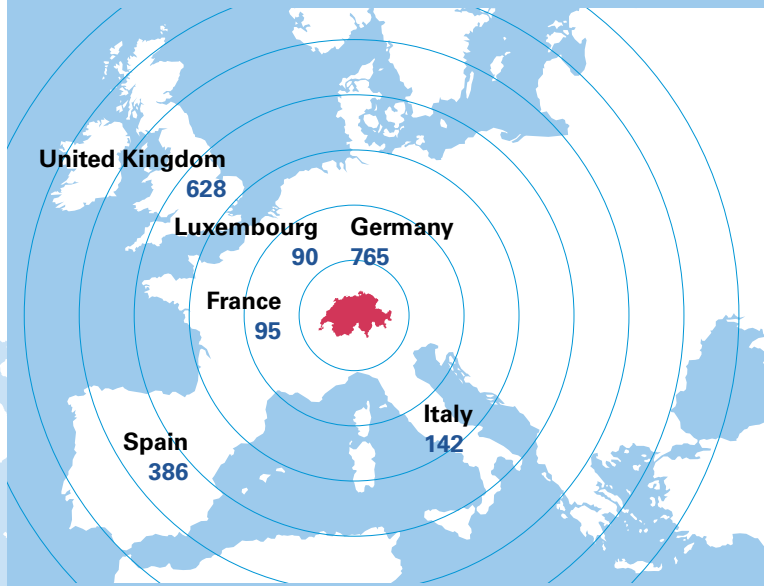 United Kingdom
628
Luxembourg
90
Germany
765
France
95
Italy
142
Spain
386